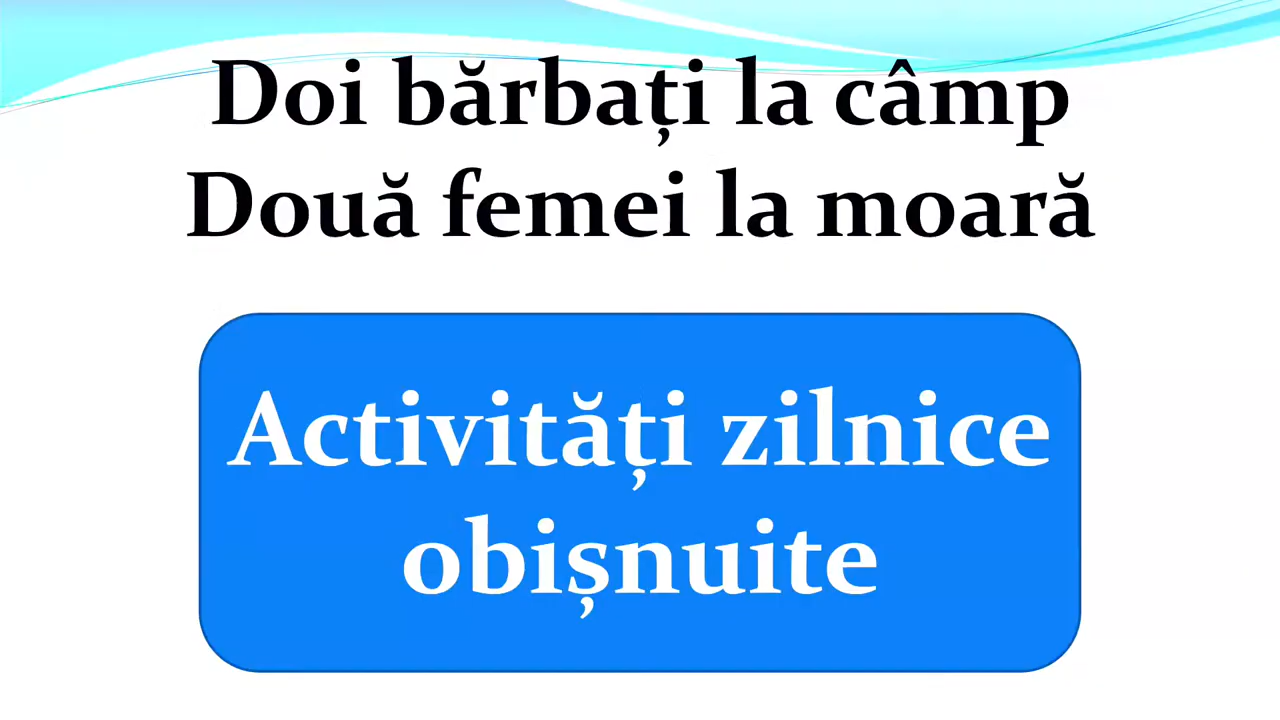 Doi bărbați la câmp
Două femei la moară
Activități zilnice
obișnuite